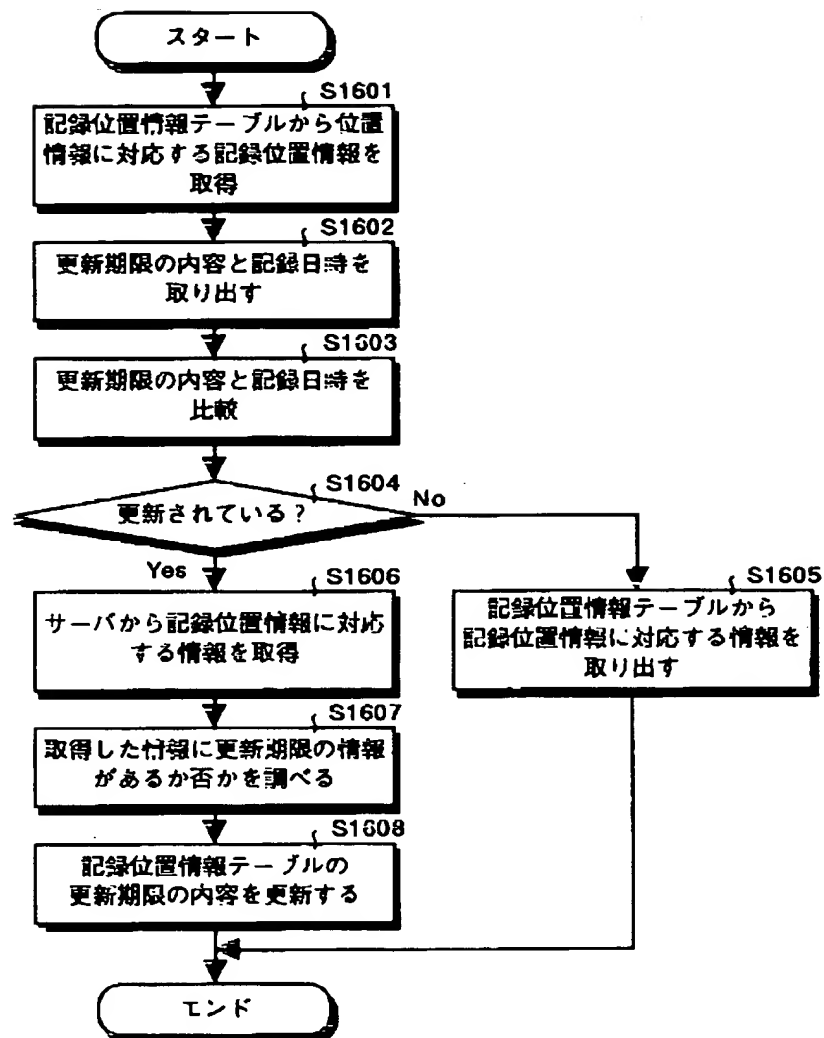 スタート
S1601
記録位置情報テーブルから位置
情報に対応する記録位置情報を
取得
S1602
更新期限の内容と記録日時を
取り出す
S1603
更新期限の内容と記録日時を
比較
S1604
更新されている?
No
Yes
S1606
サーバから記録位置情報に対応
する情報を取得
S1605
記録位置情報テーブルから
記録位置情報に対応する情報を
取り出す
S1607
取得した情報に更新期限の情報
があるか否かを調べる
S1608
記録位置情報テーブルの
更新期限の内容を更新する
エンド